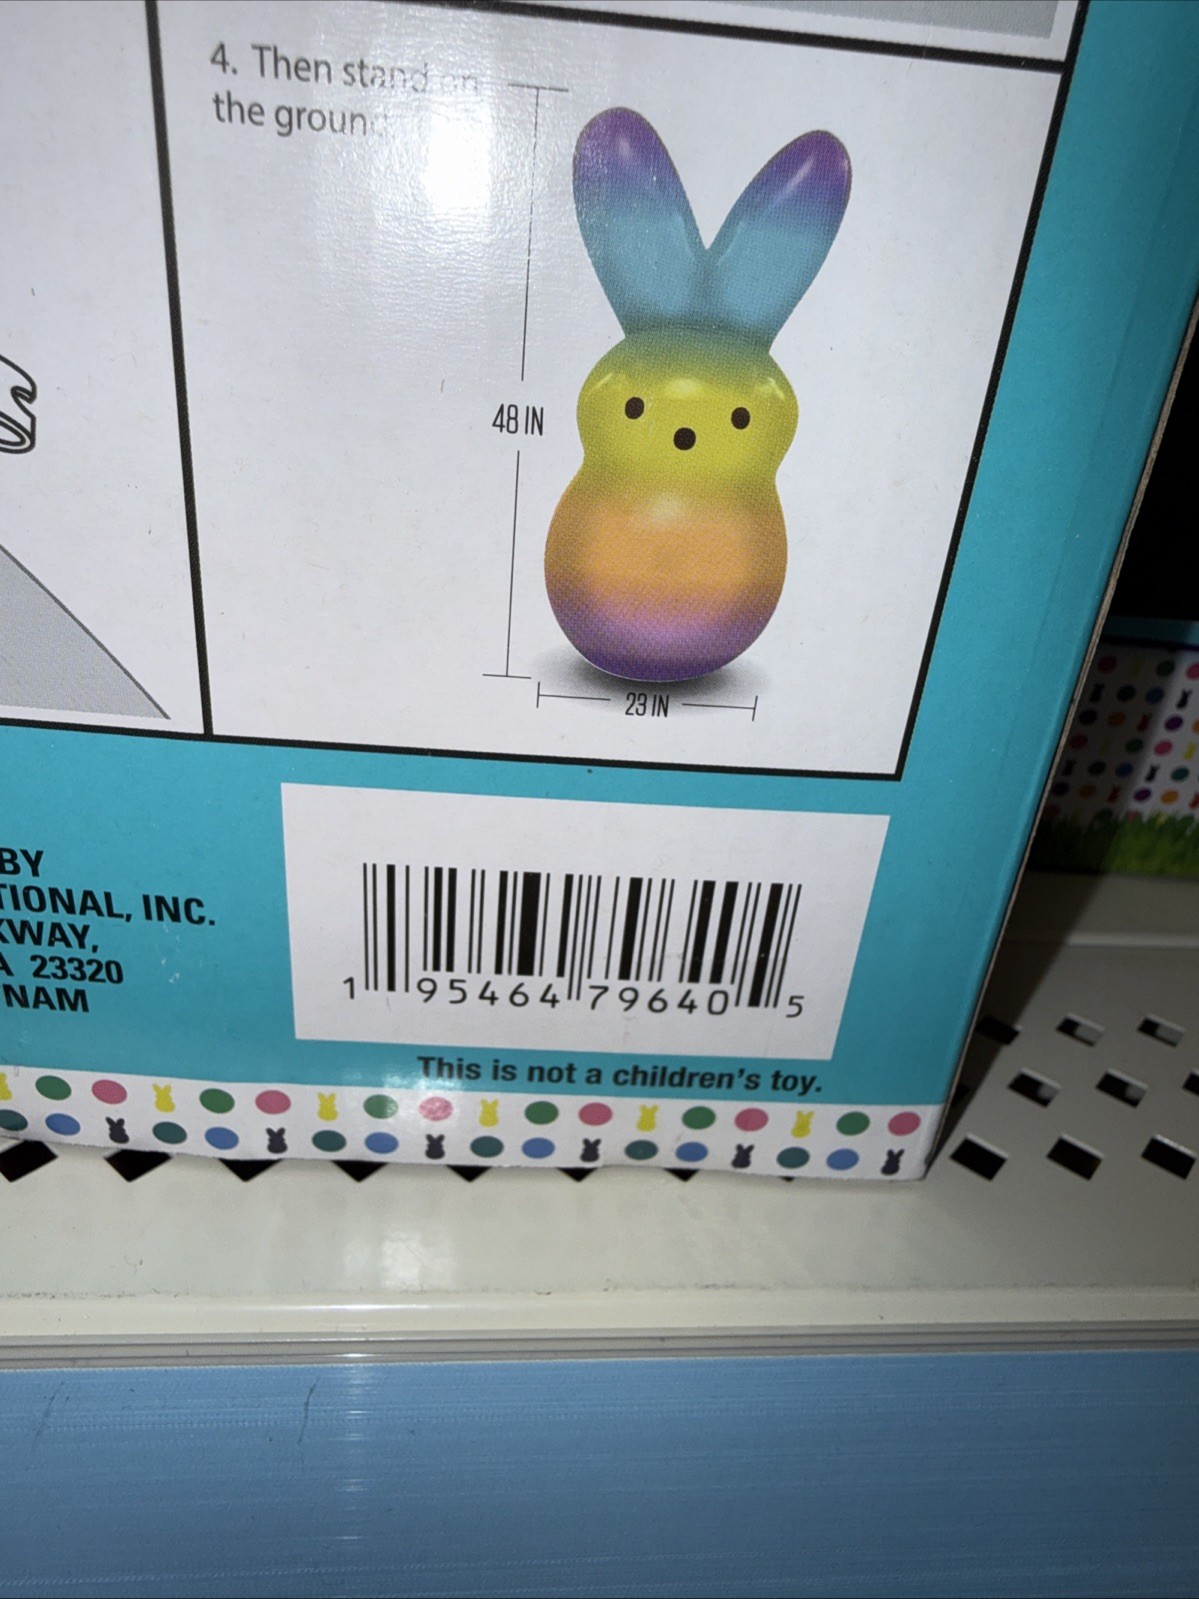 4. Then stand on
the ground
48 IN
23 IN
BY
TIONAL, INC.
KWAY,
A 23320
NAM
1 95464 79640 5
This is not a children's toy.